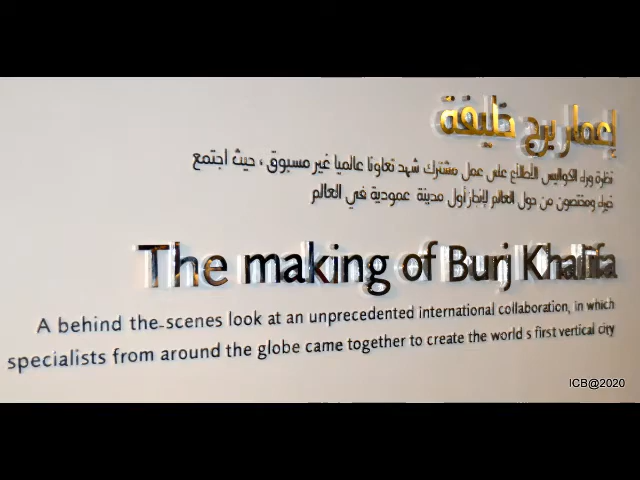 إعمار برج خليفة
نظرة وراء الكواليس للاطلاع على عمل مشترك شهد تعاونا عالميا غير مسبوق ، حيث اجتمع
خبراء ومختصون من حول العالم لإنجاز أول مدينة عمودية في العالم
The making of Burj Khalifa
A behind the-scenes look at an unprecedented international collaboration, in which
specialists from around the globe came together to create the world s first vertical city
ICB@2020